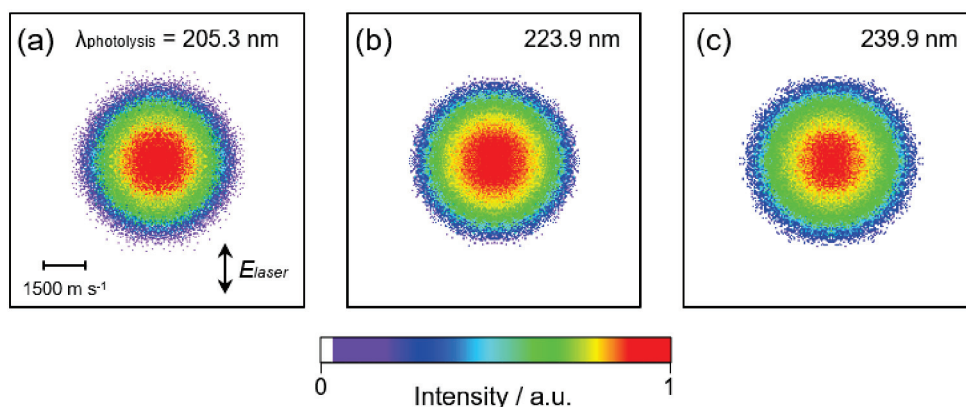 (a) λphotolysis = 205.3 nm
(b) 223.9 nm
(c) 239.9 nm
1500 m s⁻¹
Elaser
0 1
Intensity / a.u.